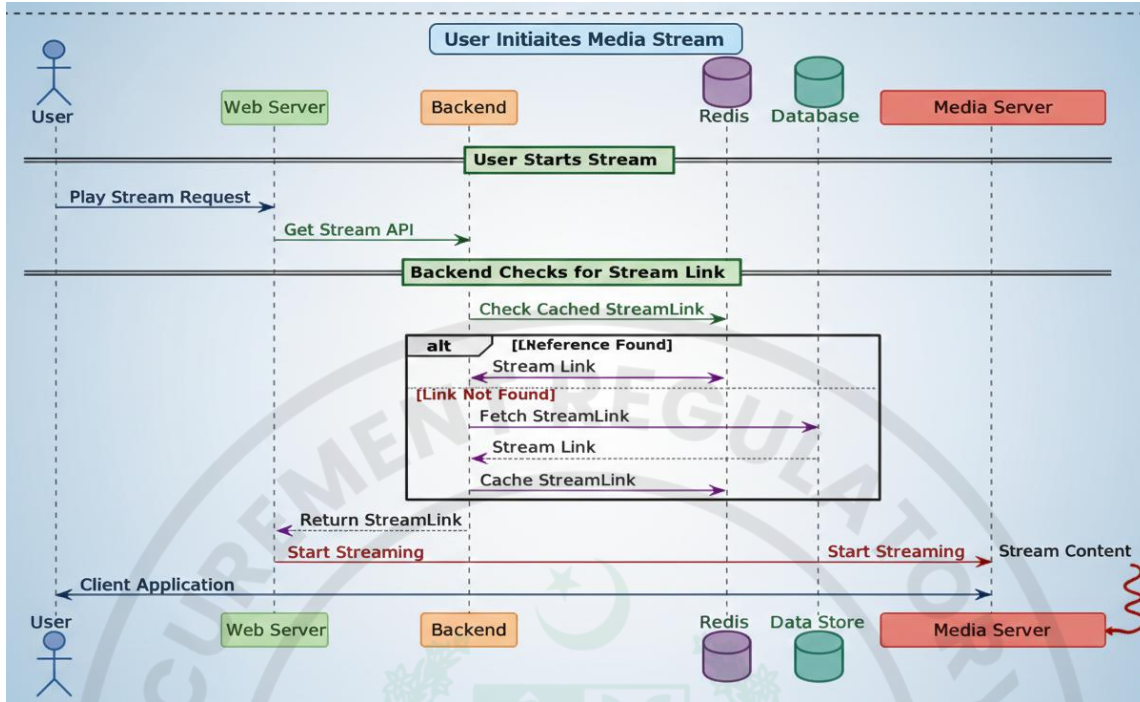 User Initiaites Media Stream
User
Web Server
Backend
Redis
Database
Media Server
User Starts Stream
Play Stream Request
Get Stream API
Backend Checks for Stream Link
Check Cached StreamLink
alt
Found]
Stream Link
[Link Not Found]
Fetch StreamLink
Stream Link
Cache StreamLink
Return StreamLink
Start Streaming
Start Streaming
Stream Content
Client Application
User
Web Server
Backend
Redis
Data Store
Media Server
CUREMENT REGULATORY